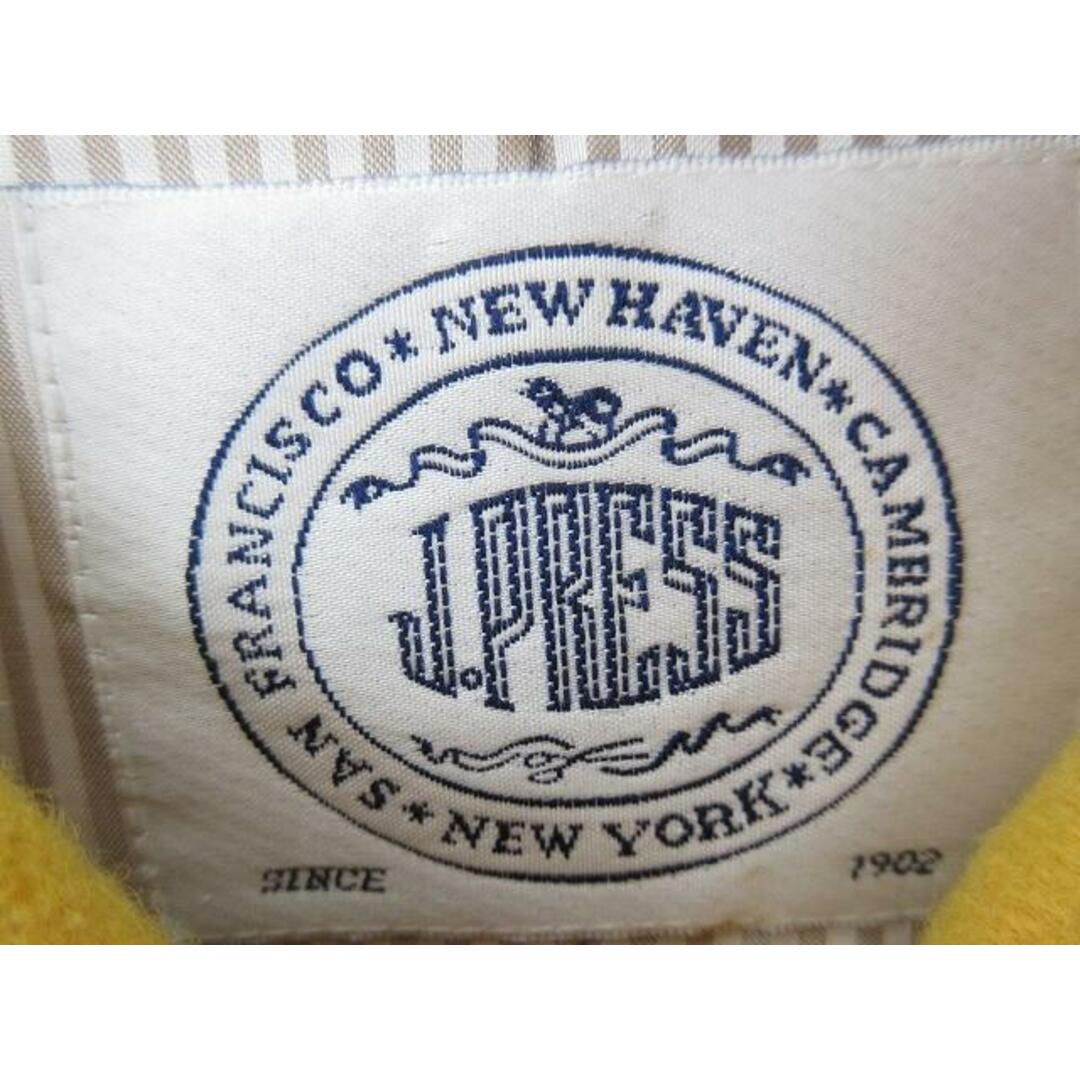 NEW HAVEN * CAMBRIDGE * NEW YORK * SAN FRANCISCO *
J.PRESS
SINCE 1902